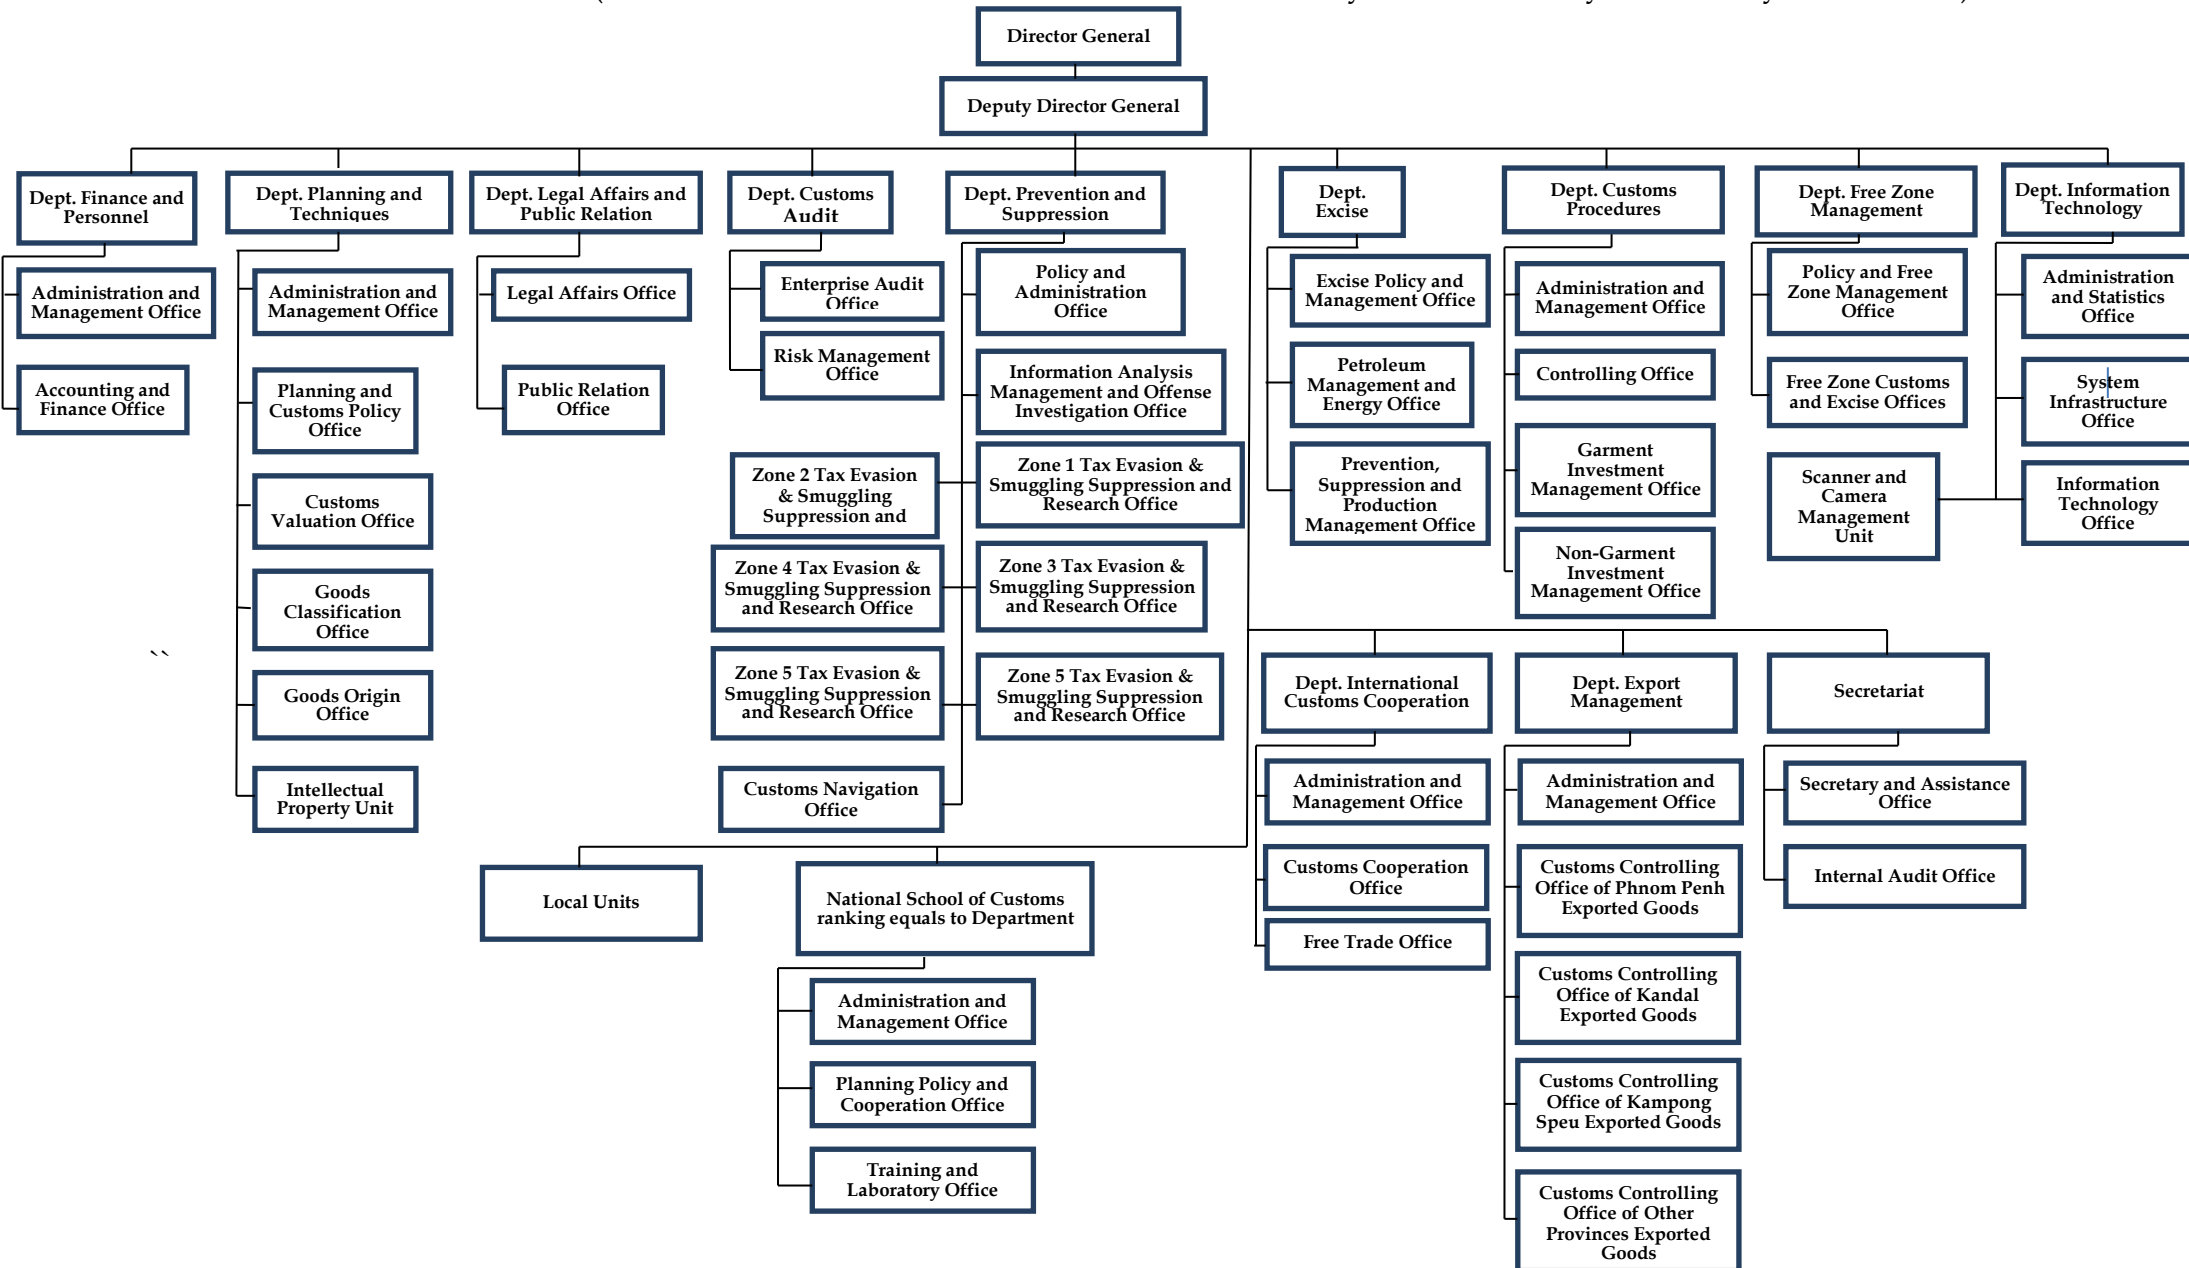 Director General
Deputy Director General
Dept. Finance and
Personnel
Dept. Planning and
Techniques
Dept. Legal Affairs and
Public Relation
Dept. Customs
Audit
Dept. Prevention and
Suppression
Dept.
Excise
Dept. Customs
Procedures
Dept. Free Zone
Management
Dept. Information
Technology
Administration and
Management Office
Accounting and
Finance Office
Administration and
Management Office
Planning and
Customs Policy
Office
Customs
Valuation Office
Goods
Classification
Office
Goods Origin
Office
Intellectual
Property Unit
Legal Affairs Office
Public Relation
Office
Enterprise Audit
Office
Risk Management
Office
Policy and
Administration
Office
Information Analysis
Management and Offense
Investigation Office
Zone 2 Tax Evasion
& Smuggling
Suppression and
Zone 1 Tax Evasion &
Smuggling Suppression and
Research Office
Zone 4 Tax Evasion &
Smuggling Suppression
and Research Office
Zone 3 Tax Evasion &
Smuggling Suppression
and Research Office
Zone 5 Tax Evasion &
Smuggling Suppression
and Research Office
Zone 5 Tax Evasion &
Smuggling Suppression
and Research Office
Customs Navigation
Office
Excise Policy and
Management Office
Petroleum
Management and
Energy Office
Prevention,
Suppression and
Production
Management Office
Administration and
Management Office
Controlling Office
Garment
Investment
Management Office
Non-Garment
Investment
Management Office
Policy and Free
Zone Management
Office
Free Zone Customs
and Excise Offices
Scanner and
Camera
Management
Unit
Administration
and Statistics
Office
System
Infrastructure
Office
Information
Technology
Office
``
Dept. International
Customs Cooperation
Dept. Export
Management
Secretariat
Administration and
Management Office
Customs Cooperation
Office
Free Trade Office
Administration and
Management Office
Customs Controlling
Office of Phnom Penh
Exported Goods
Customs Controlling
Office of Kandal
Exported Goods
Customs Controlling
Office of Kampong
Speu Exported Goods
Customs Controlling
Office of Other
Provinces Exported
Goods
Secretary and Assistance
Office
Internal Audit Office
Local Units
National School of Customs
ranking equals to Department
Administration and
Management Office
Planning Policy and
Cooperation Office
Training and
Laboratory Office